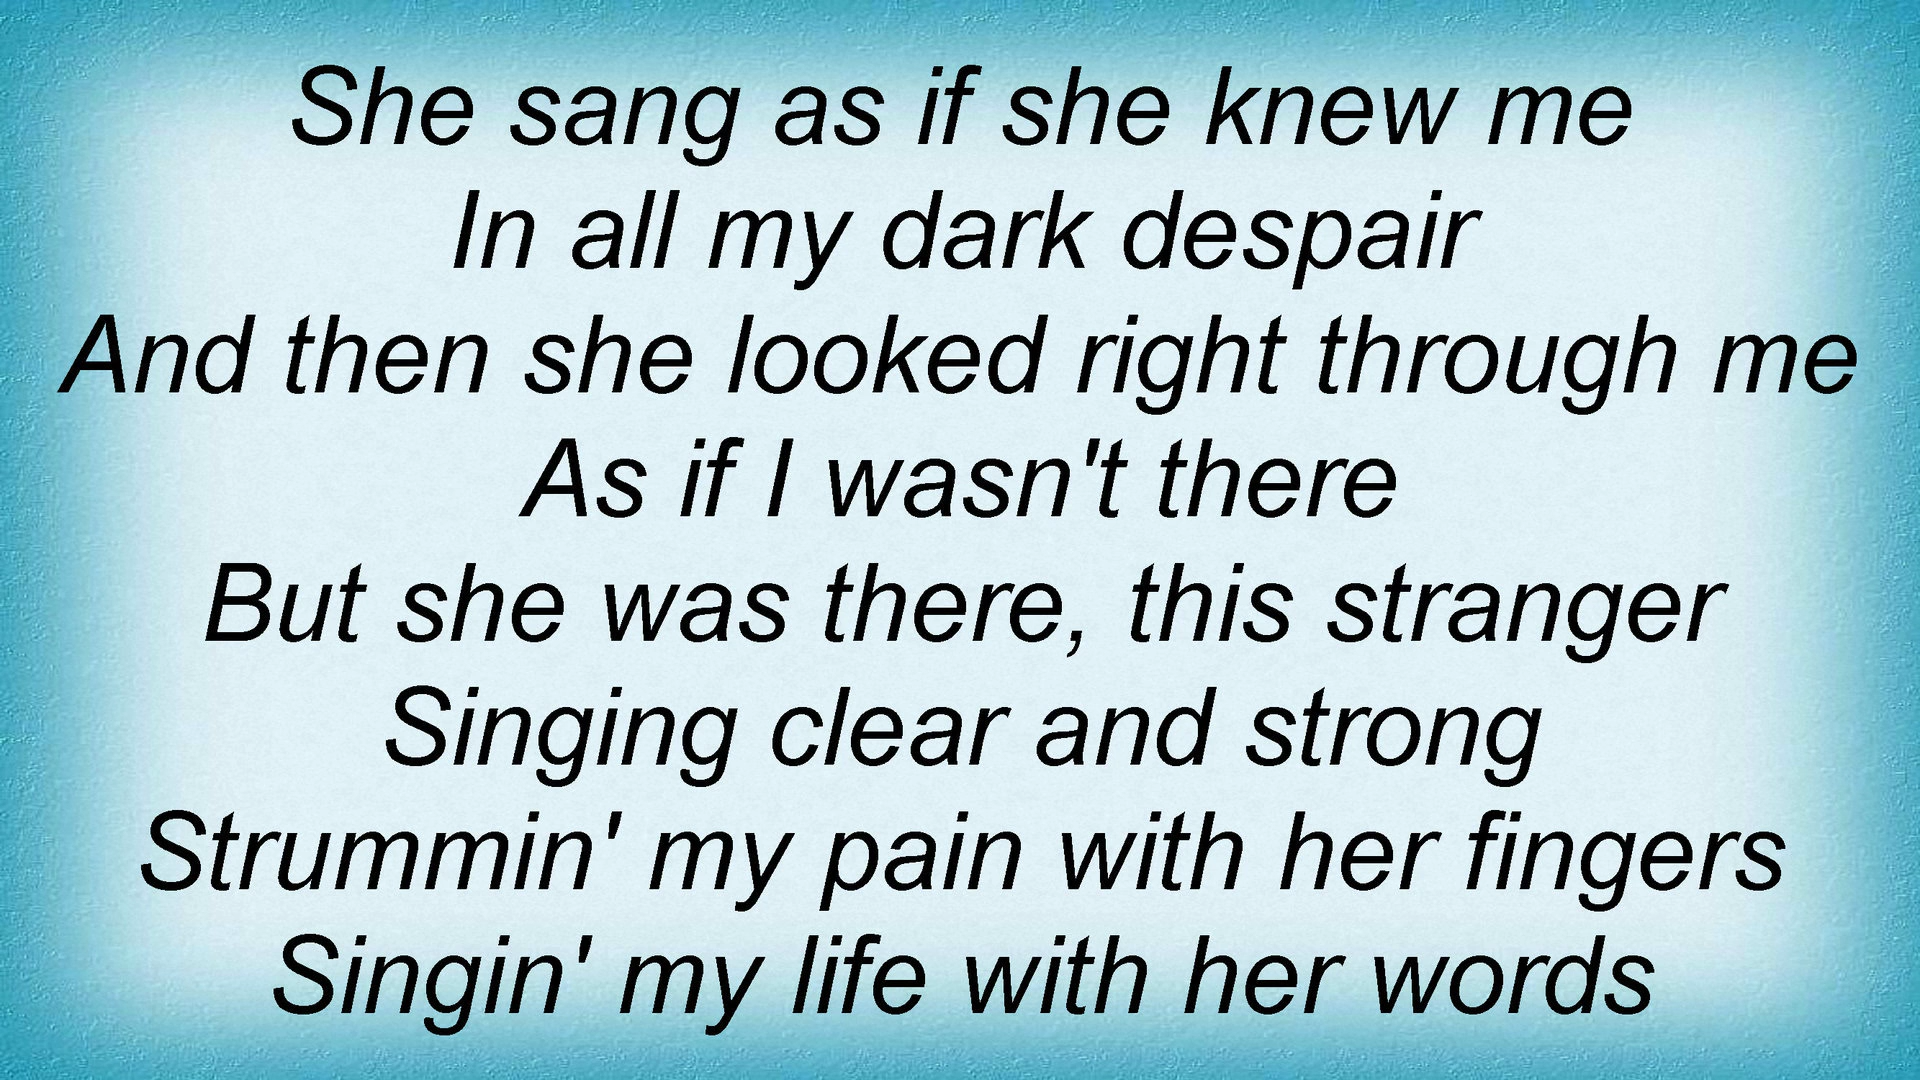 She sang as if she knew me
In all my dark despair
And then she looked right through me
As if I wasn't there
But she was there, this stranger
Singing clear and strong
Strummin' my pain with her fingers
Singin' my life with her words